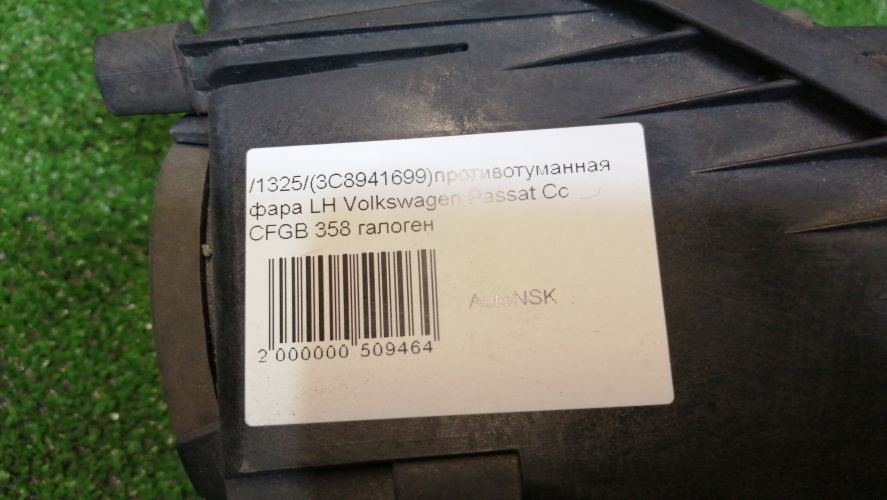 /1325/(3C8941699)противотуманная
фара LH Volkswagen Passat Cc
CFGB 358 галоген
AutoNSK
2 000000 509464